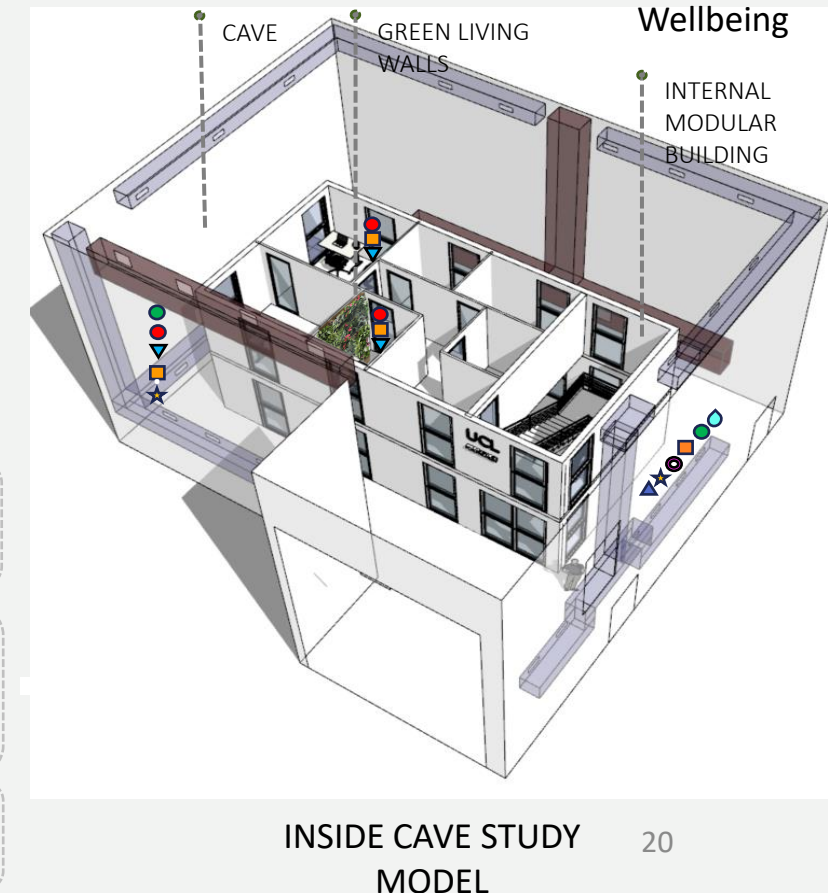 Wellbeing
CAVE
GREEN LIVING
WALLS
INTERNAL
MODULAR
BUILDING
UCL
INSIDE CAVE STUDY
MODEL
20